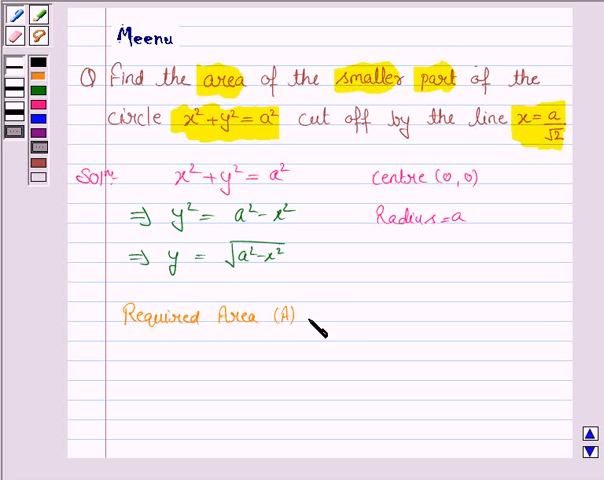 Meenu
Q Find the area of the smaller part of the
circle x²+y²=a² cut off by the line x=a/√2
Solⁿ. x²+y²=a² Centre (0,0)
⇒ y² = a²-x² Radius=a
⇒ y = √(a²-x²)
Required Area (A)